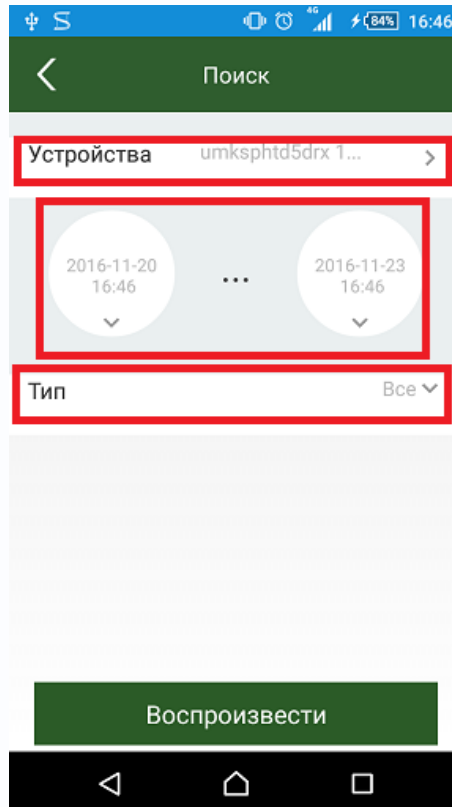 4G 84% 16:46
Поиск
Устройства umksphtd5drx 1...
2016-11-20 ... 2016-11-23
16:46 16:46
Тип Все
Воспроизвести